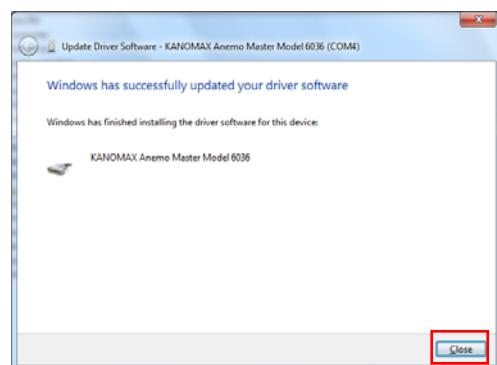 Update Driver Software - KANOMAX Anemo Master Model 6036 (COM4)
Windows has successfully updated your driver software
Windows has finished installing the driver software for this device:
KANOMAX Anemo Master Model 6036
Close